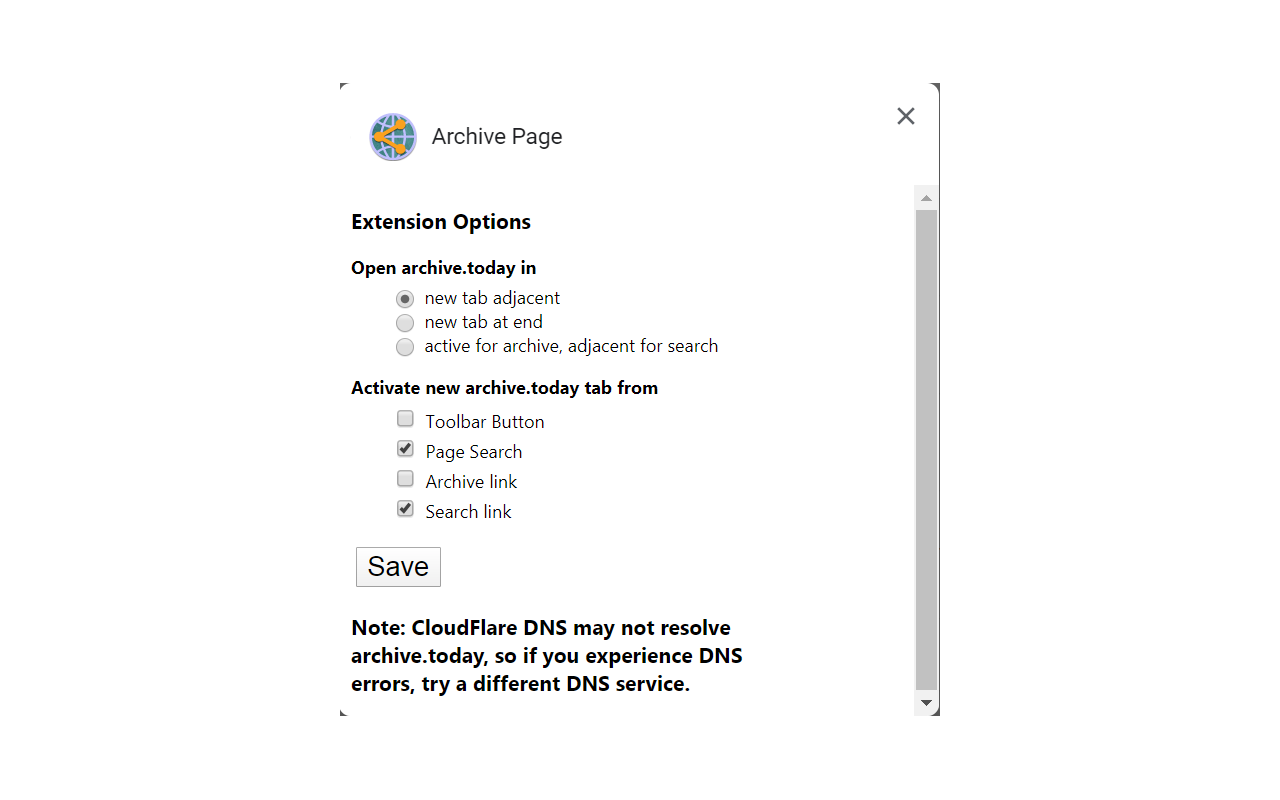 Archive Page
Extension Options
Open archive.today in
new tab adjacent
new tab at end
active for archive, adjacent for search
Activate new archive.today tab from
Toolbar Button
Page Search
Archive link
Search link
Save
Note: CloudFlare DNS may not resolve
archive.today, so if you experience DNS
errors, try a different DNS service.